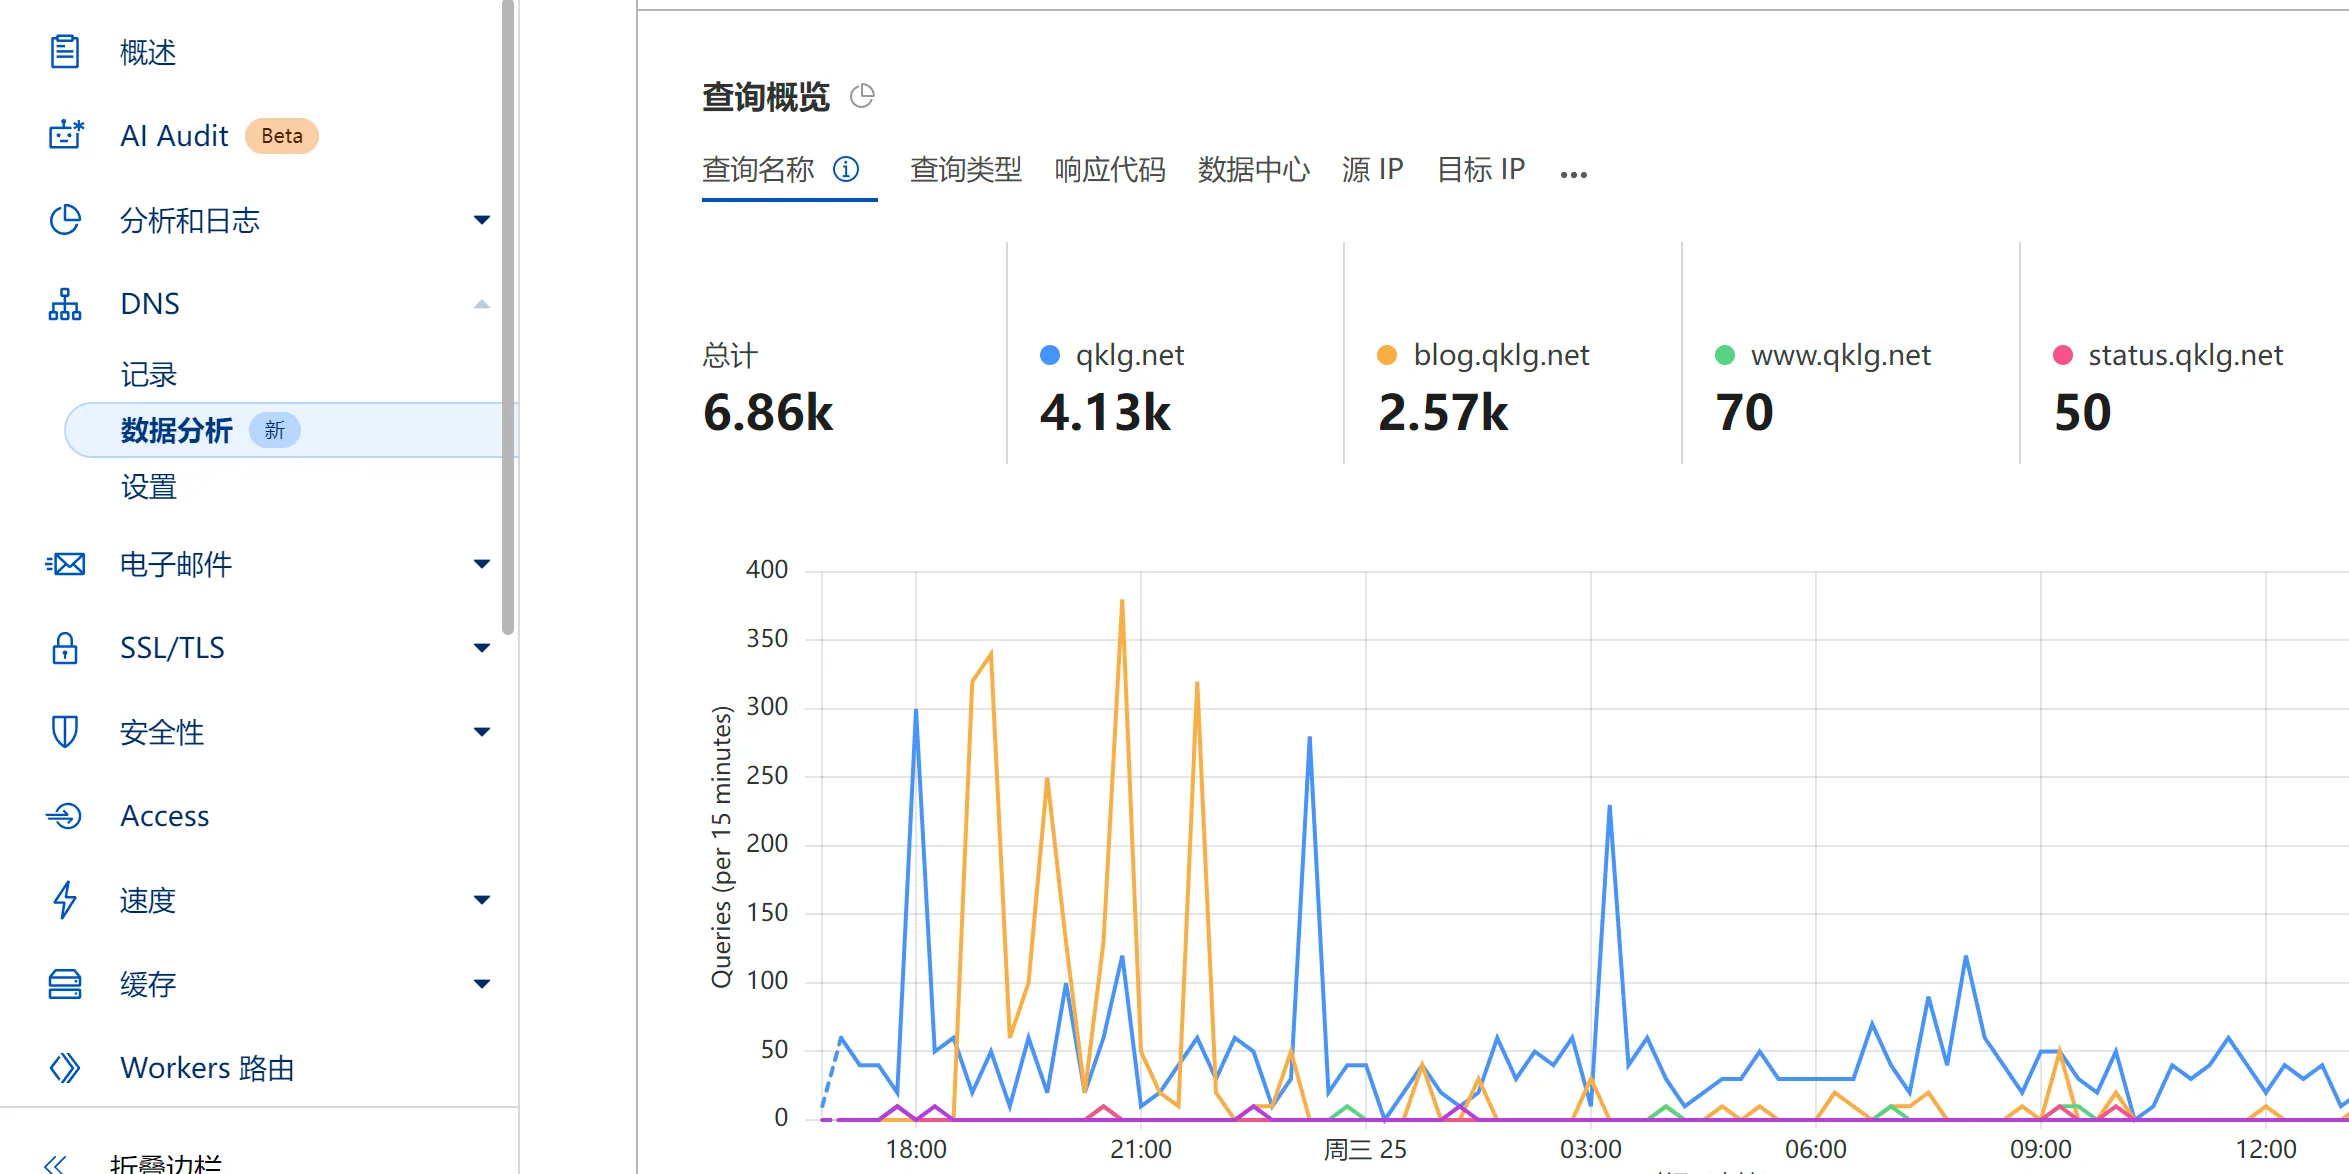 概述
AI Audit Beta
分析和日志
DNS
记录
数据分析 新
设置
电子邮件
SSL/TLS
安全性
Access
速度
缓存
Workers 路由
折叠边栏
查询概览
查询名称 查询类型 响应代码 数据中心 源 IP 目标 IP ...
总计 qklg.net blog.qklg.net www.qklg.net status.qklg.net
6.86k 4.13k 2.57k 70 50
Queries (per 15 minutes)
400
350
300
250
200
150
100
50
0
18:00 21:00 周三 25 03:00 06:00 09:00 12:00